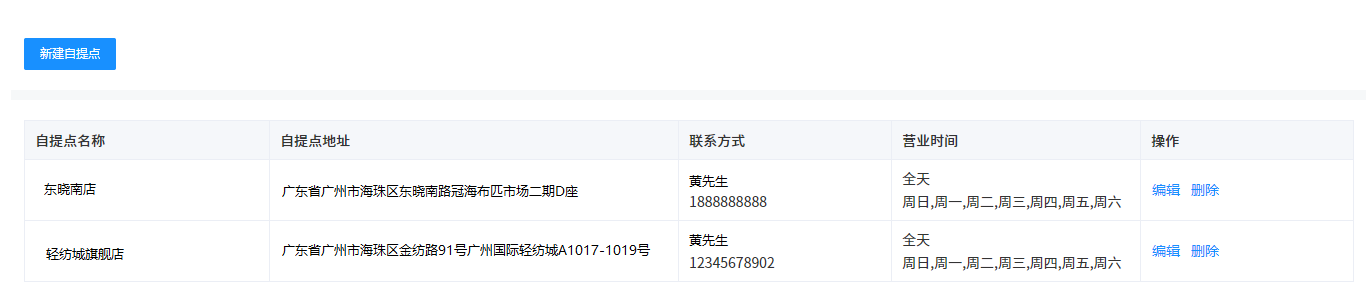 新建自提点
自提点名称 自提点地址 联系方式 营业时间 操作
东晓南店 广东省广州市海珠区东晓南路冠海布匹市场二期D座 黄先生 全天 编辑 删除
1888888888 周日,周一,周二,周三,周四,周五,周六
轻纺城旗舰店 广东省广州市海珠区金纺路91号广州国际轻纺城A1017-1019号 黄先生 全天 编辑 删除
12345678902 周日,周一,周二,周三,周四,周五,周六